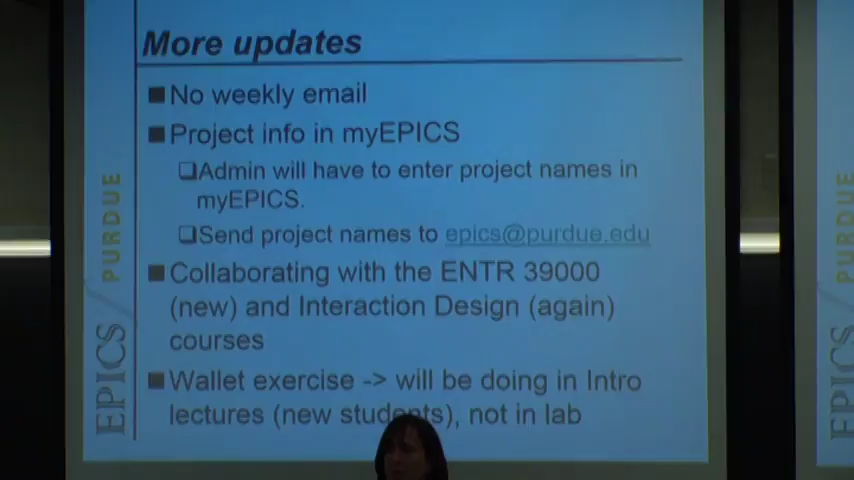 More updates
No weekly email
Project info in myEPICS
Admin will have to enter project names in
myEPICS.
Send project names to epics@purdue.edu
Collaborating with the ENTR 39000
(new) and Interaction Design (again)
courses
Wallet exercise -> will be doing in Intro
lectures (new students), not in lab
EPICS
PURDUE
EPICS
PURDUE